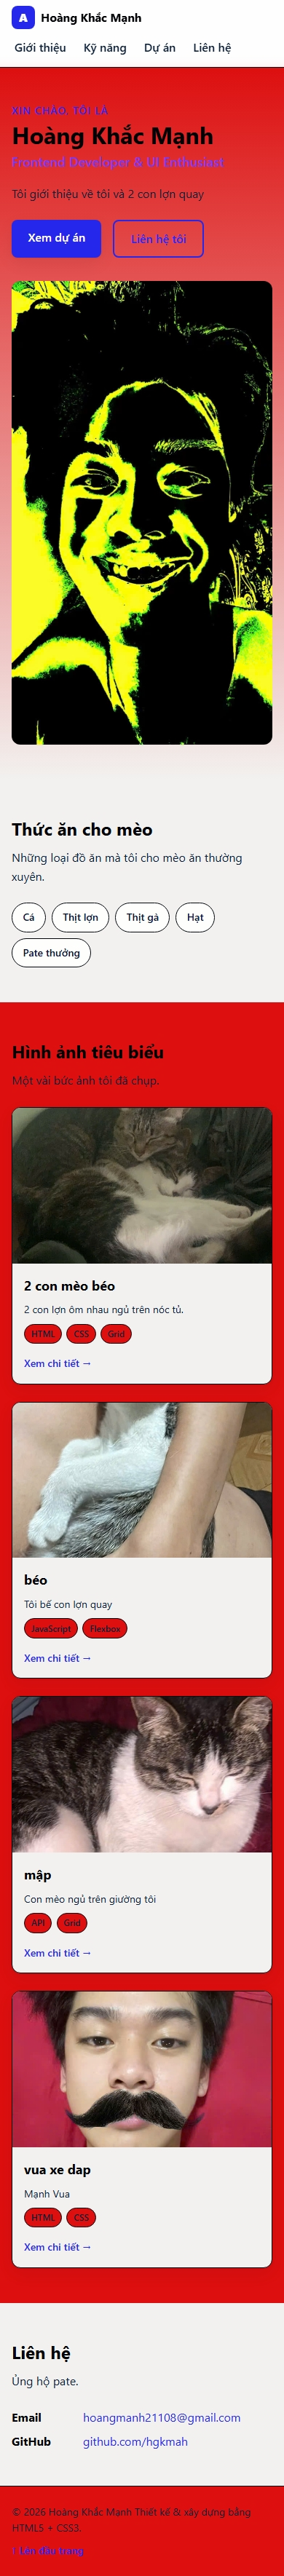 A Hoàng Khắc Mạnh
Giới thiệu Kỹ năng Dự án Liên hệ
XIN CHÀO, TÔI LÀ
Hoàng Khắc Mạnh
Frontend Developer & UI Enthusiast
Tôi giới thiệu về tôi và 2 con lợn quay
Xem dự án Liên hệ tôi
Thức ăn cho mèo
Những loại đồ ăn mà tôi cho mèo ăn thường
xuyên.
Cá Thịt lợn Thịt gà Hạt
Pate thưởng
Hình ảnh tiêu biểu
Một vài bức ảnh tôi đã chụp.
2 con mèo béo
2 con lợn ôm nhau ngủ trên nóc tủ.
HTML CSS Grid
Xem chi tiết →
béo
Tôi bế con lợn quay
JavaScript Flexbox
Xem chi tiết →
mập
Con mèo ngủ trên giường tôi
API Grid
Xem chi tiết →
vua xe dap
Mạnh Vua
HTML CSS
Xem chi tiết →
Liên hệ
Ủng hộ pate.
Email hoangmanh21108@gmail.com
GitHub github.com/hgkmah
© 2026 Hoàng Khắc Mạnh Thiết kế & xây dựng bằng
HTML5 + CSS3.
↑ Lên đầu trang